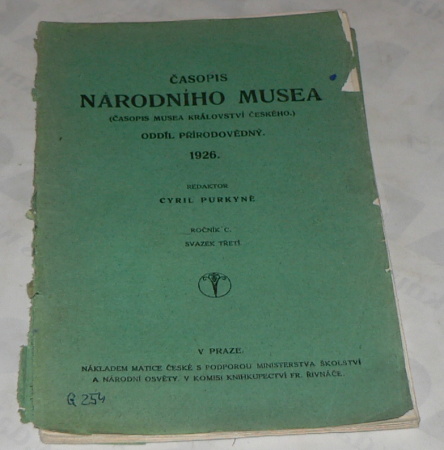 ČASOPIS
NÁRODNÍHO MUSEA
(ČASOPIS MUSEA KRÁLOVSTVÍ ČESKÉHO.)
ODDÍL PŘÍRODOVĚDNÝ.
1926.
REDAKTOR
CYRIL PURKYNĚ
ROČNÍK C.
SVAZEK TŘETÍ
V PRAZE.
NÁKLADEM MATICE ČESKÉ S PODPOROU MINISTERSTVA ŠKOLSTVÍ
A NÁRODNÍ OSVĚTY. V KOMISI KNIHKUPECTVÍ FR. ŘIVNÁČE.
G 254